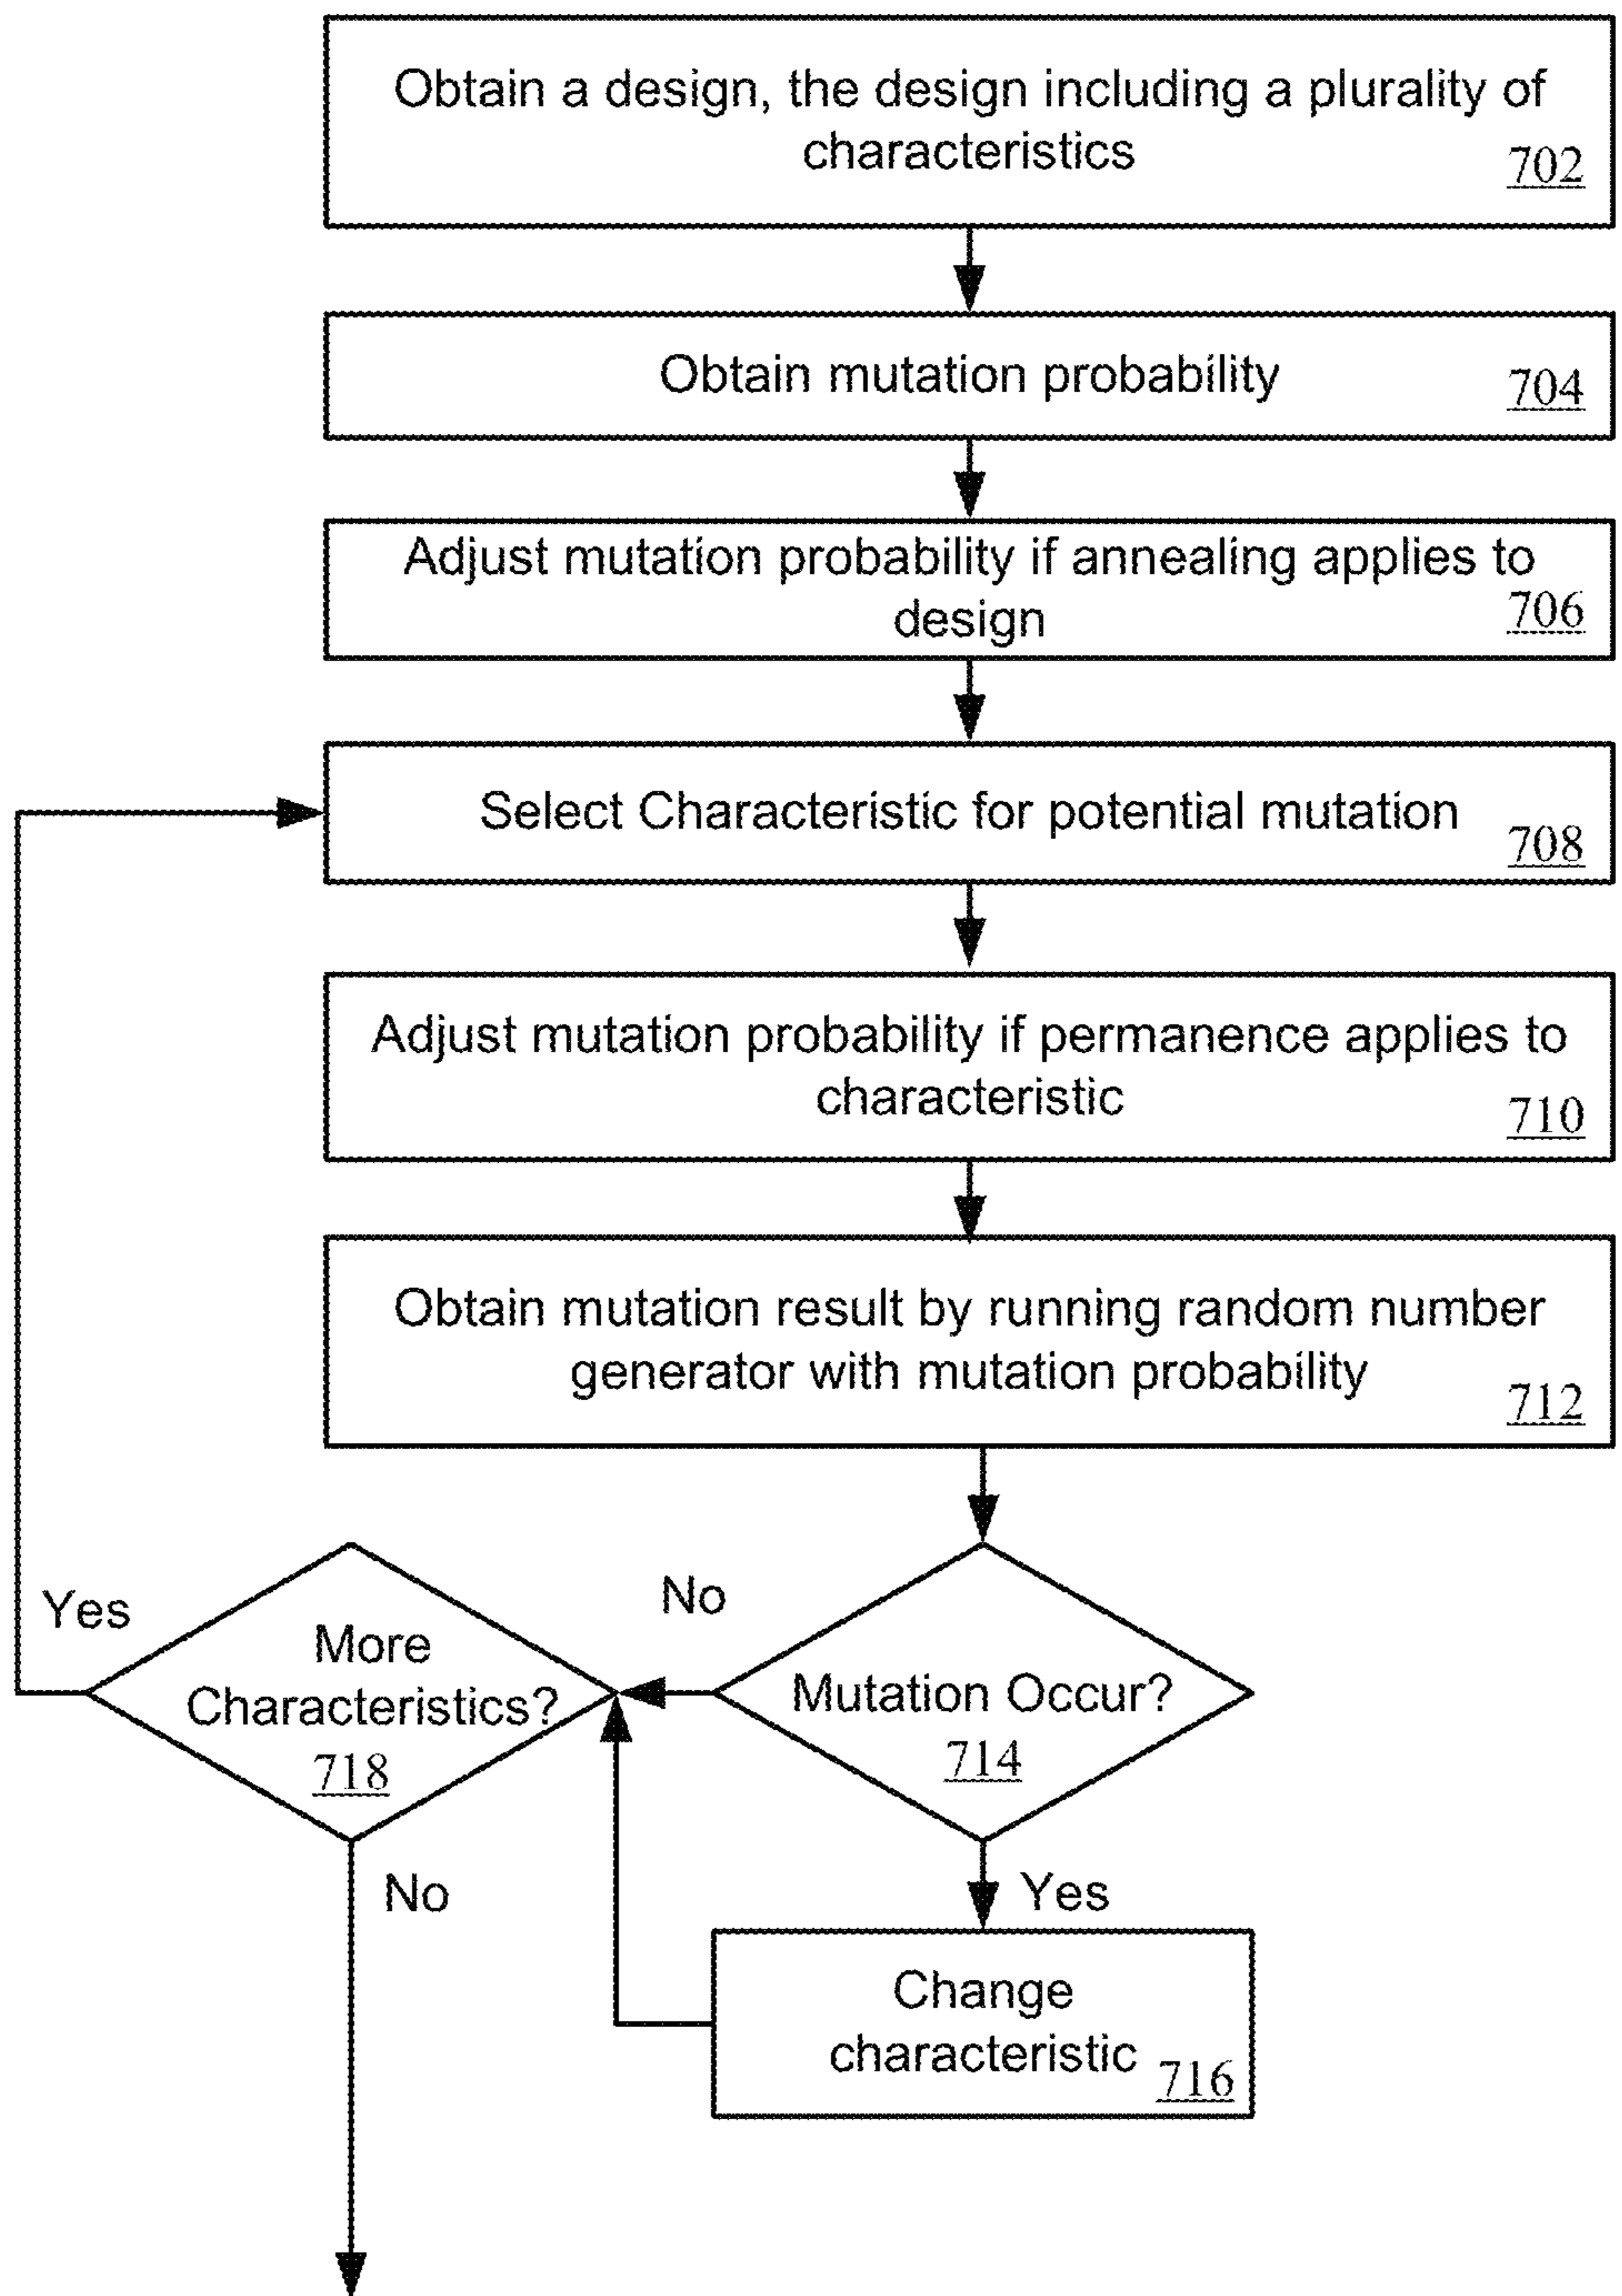 Obtain a design, the design including a plurality of
characteristics
702
Obtain mutation probability
704
Adjust mutation probability if annealing applies to
design
706
Select Characteristic for potential mutation
708
Adjust mutation probability if permanence applies to
characteristic
710
Obtain mutation result by running random number
generator with mutation probability
712
Yes
More
Characteristics?
718
No
No
Mutation Occur?
714
Yes
Change
characteristic
716